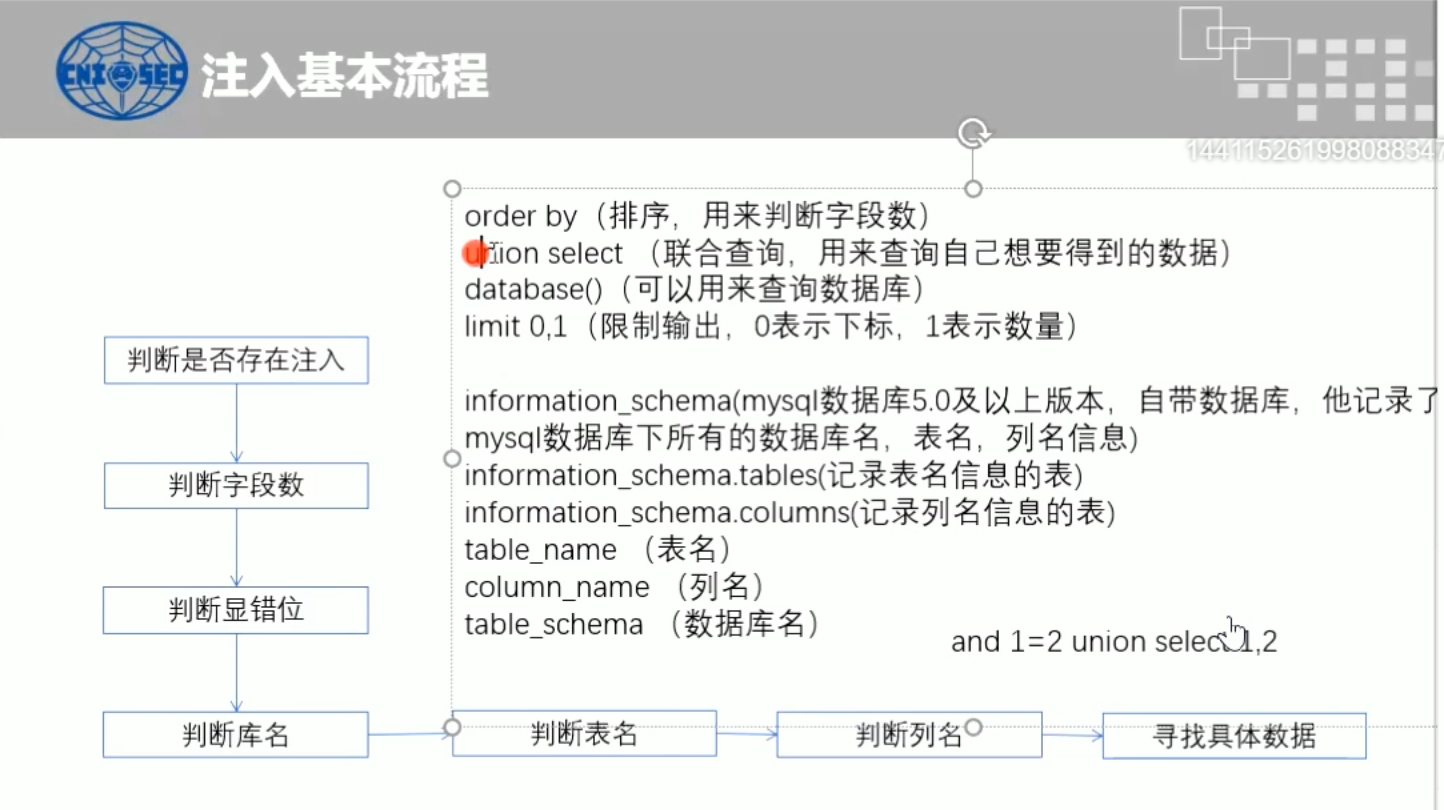 CNI SEC
注入基本流程
144115261998088347
order by（排序，用来判断字段数）
union select （联合查询，用来查询自己想要得到的数据）
database()（可以用来查询数据库）
limit 0,1（限制输出，0表示下标，1表示数量）
information_schema(mysql数据库5.0及以上版本，自带数据库，他记录了
mysql数据库下所有的数据库名，表名，列名信息)
information_schema.tables(记录表名信息的表)
information_schema.columns(记录列名信息的表)
table_name （表名）
column_name （列名）
table_schema （数据库名）
and 1=2 union select 1,2
判断是否存在注入
判断字段数
判断显错位
判断库名
判断表名
判断列名
寻找具体数据